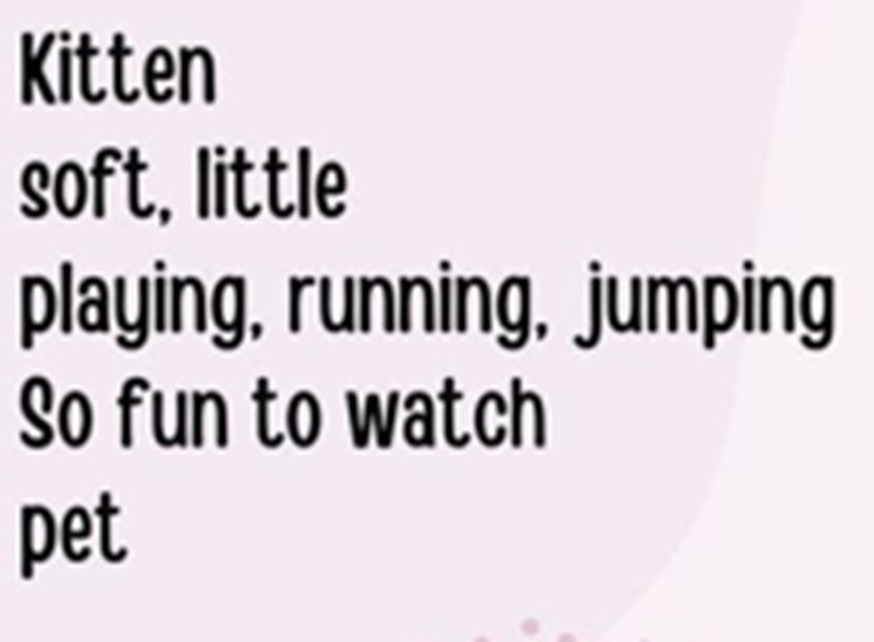 Kitten
soft, little
playing, running, jumping
So fun to watch
pet